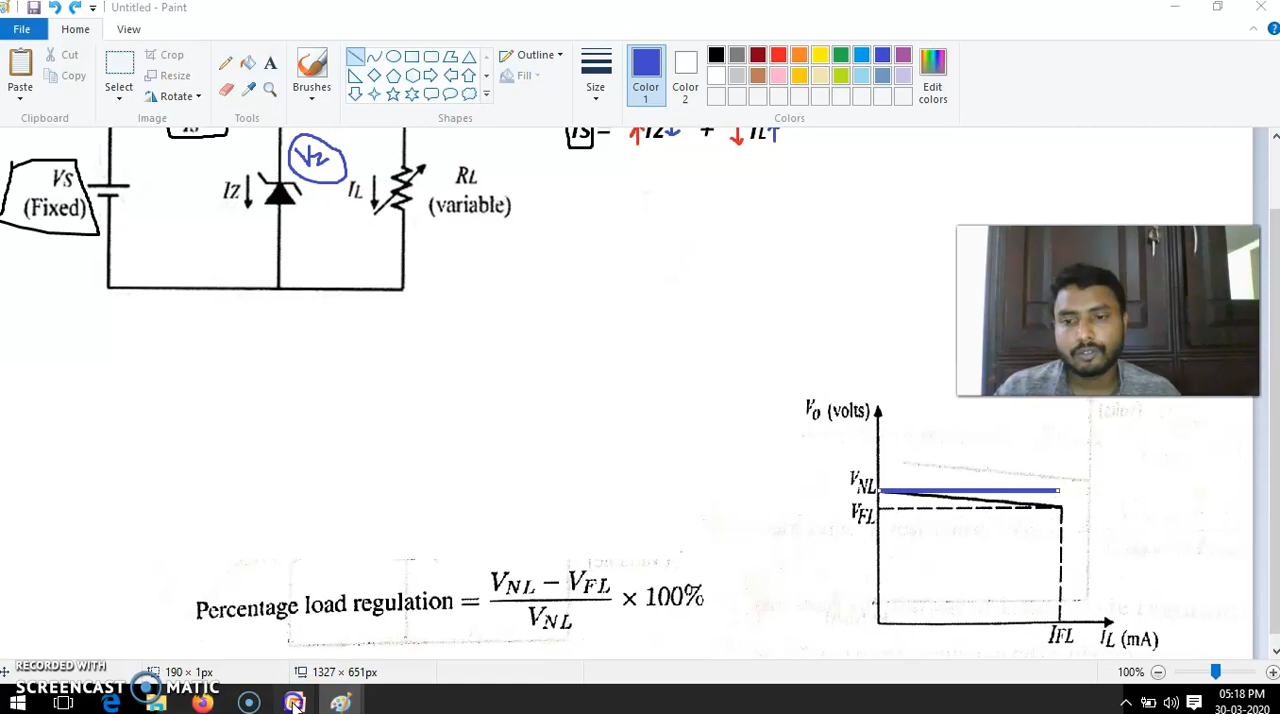 Untitled - Paint
File
Home
View
Paste
Cut
Copy
Clipboard
Select
Crop
Resize
Rotate
Image
Tools
Brushes
Shapes
Outline
Fill
Size
Color 1
Color 2
Edit colors
Colors
IS = ↑IZ↓ + ↓IL↑
VS
(Fixed)
VZ
IZ
IL
RL
(variable)
Vo (volts)
VNL
VFL
IFL
IL (mA)
Percentage load regulation = VNL − VFL / VNL × 100%
190 × 1px
1327 × 651px
100%
RECORDED WITH
SCREENCAST MATIC
05:18 PM
30-03-2020